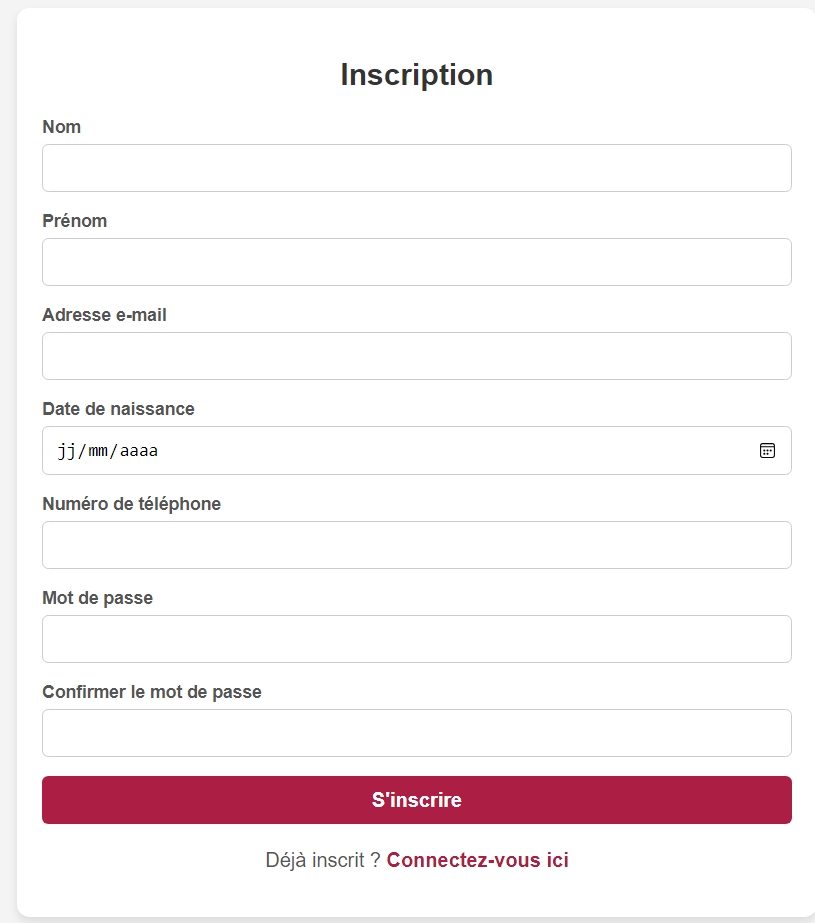 Inscription
Nom
Prénom
Adresse e-mail
Date de naissance
jj/mm/aaaa
Numéro de téléphone
Mot de passe
Confirmer le mot de passe
S'inscrire
Déjà inscrit ? Connectez-vous ici